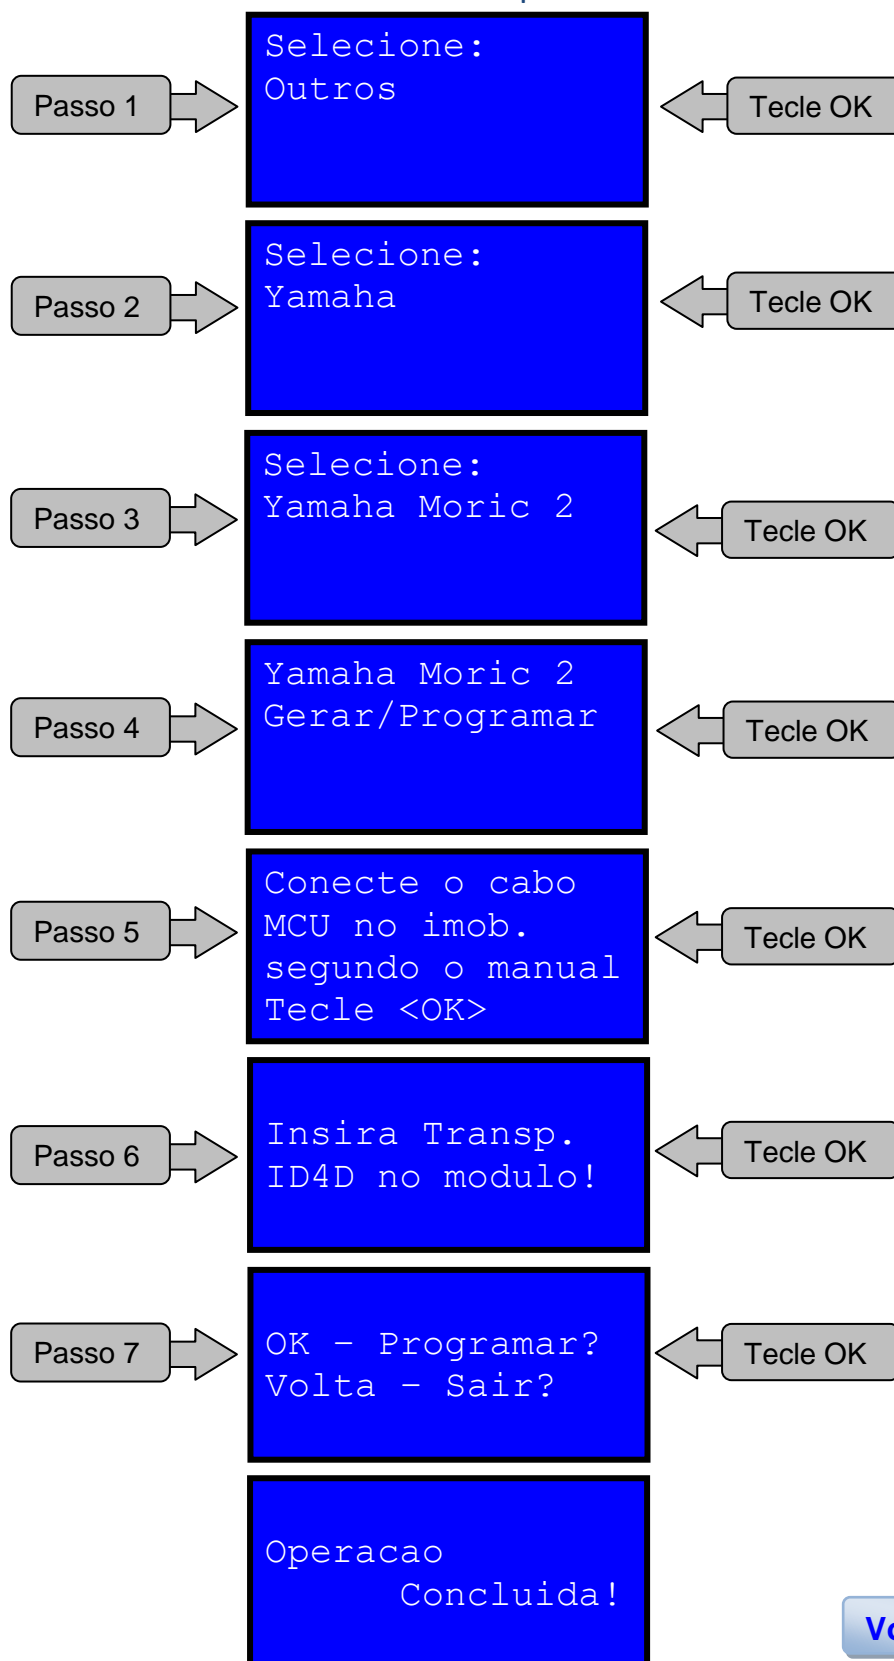 Selecione:
Outros
Passo 1
Tecle OK
Selecione:
Yamaha
Passo 2
Tecle OK
Selecione:
Yamaha Moric 2
Passo 3
Tecle OK
Yamaha Moric 2
Gerar/Programar
Passo 4
Tecle OK
Conecte o cabo
MCU no imob.
segundo o manual
Tecle <OK>
Passo 5
Tecle OK
Insira Transp.
ID4D no modulo!
Passo 6
Tecle OK
OK - Programar?
Volta - Sair?
Passo 7
Tecle OK
Operacao
Concluida!